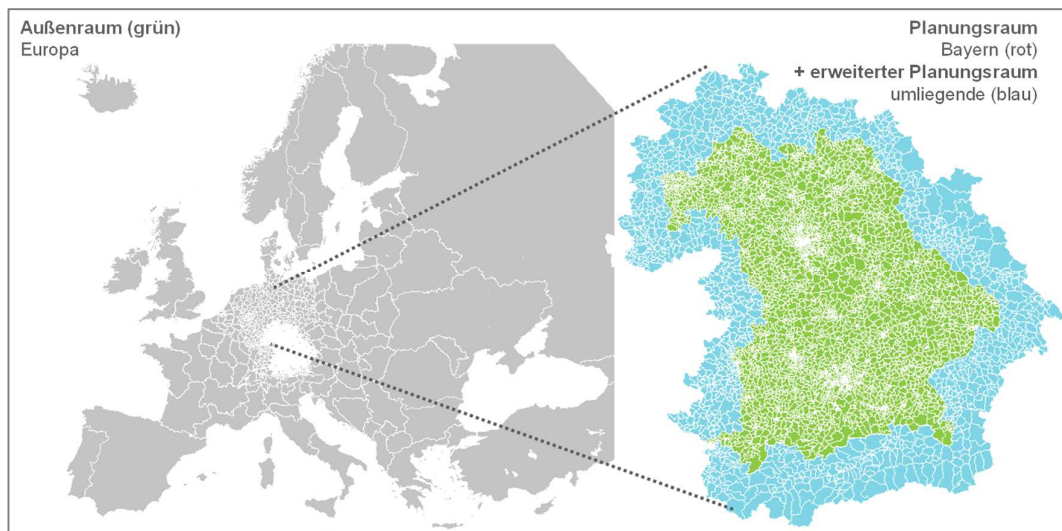 Außenraum (grün)
Europa
Planungsraum
Bayern (rot)
+ erweiterter Planungsraum
umliegende (blau)